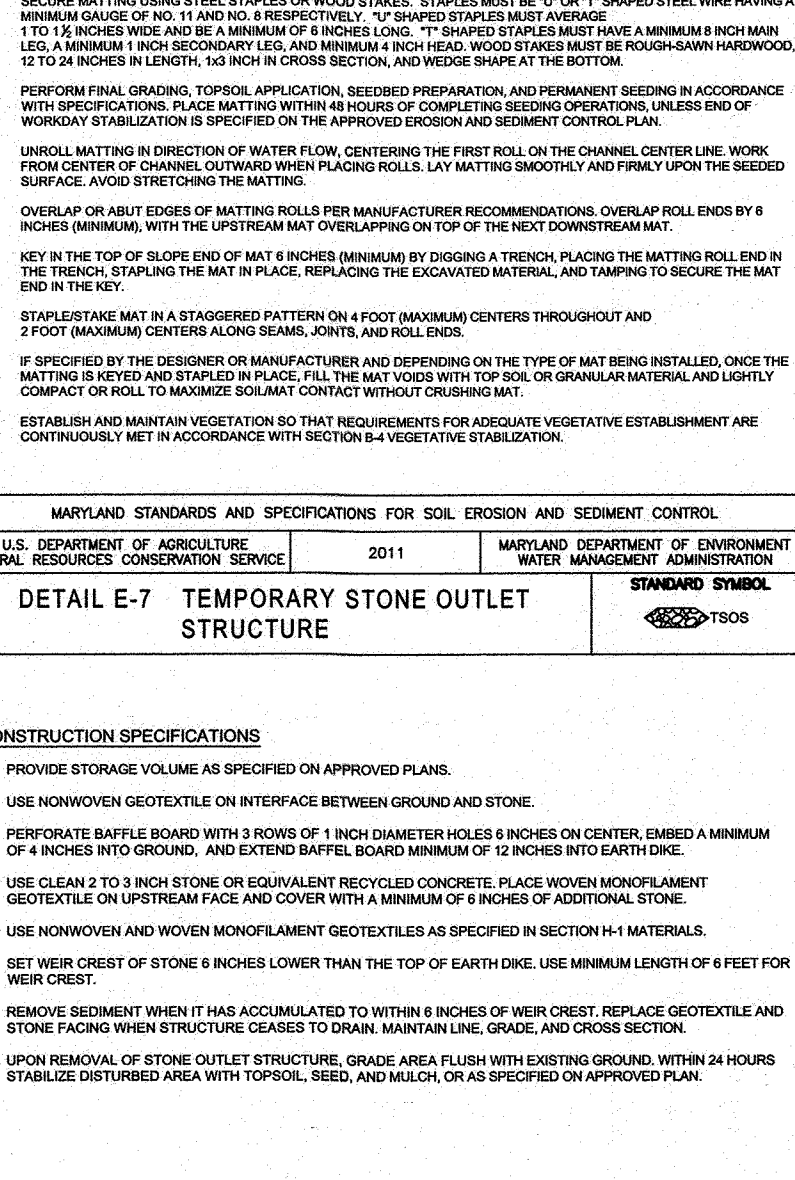 SECURE MATTING USING STEEL STAPLES OR WOOD STAKES. STAPLES MUST BE "U" OR "T" SHAPED STEEL WIRE HAVING A
MINIMUM GAUGE OF NO. 11 AND NO. 8 RESPECTIVELY. "U" SHAPED STAPLES MUST AVERAGE
1 TO 1 ½ INCHES WIDE AND BE A MINIMUM OF 6 INCHES LONG. "T" SHAPED STAPLES MUST HAVE A MINIMUM 8 INCH MAIN
LEG, A MINIMUM 1 INCH SECONDARY LEG, AND MINIMUM 4 INCH HEAD. WOOD STAKES MUST BE ROUGH-SAWN HARDWOOD,
12 TO 24 INCHES IN LENGTH, 1x3 INCH IN CROSS SECTION, AND WEDGE SHAPE AT THE BOTTOM.
PERFORM FINAL GRADING, TOPSOIL APPLICATION, SEEDBED PREPARATION, AND PERMANENT SEEDING IN ACCORDANCE
WITH SPECIFICATIONS. PLACE MATTING WITHIN 48 HOURS OF COMPLETING SEEDING OPERATIONS, UNLESS END OF
WORKDAY STABILIZATION IS SPECIFIED ON THE APPROVED EROSION AND SEDIMENT CONTROL PLAN.
UNROLL MATTING IN DIRECTION OF WATER FLOW, CENTERING THE FIRST ROLL ON THE CHANNEL CENTER LINE. WORK
FROM CENTER OF CHANNEL OUTWARD WHEN PLACING ROLLS. LAY MATTING SMOOTHLY AND FIRMLY UPON THE SEEDED
SURFACE. AVOID STRETCHING THE MATTING.
OVERLAP OR ABUT EDGES OF MATTING ROLLS PER MANUFACTURER RECOMMENDATIONS. OVERLAP ROLL ENDS BY 6
INCHES (MINIMUM), WITH THE UPSTREAM MAT OVERLAPPING ON TOP OF THE NEXT DOWNSTREAM MAT.
KEY IN THE TOP OF SLOPE END OF MAT 6 INCHES (MINIMUM) BY DIGGING A TRENCH, PLACING THE MATTING ROLL END IN
THE TRENCH, STAPLING THE MAT IN PLACE, REPLACING THE EXCAVATED MATERIAL, AND TAMPING TO SECURE THE MAT
END IN THE KEY.
STAPLE/STAKE MAT IN A STAGGERED PATTERN ON 4 FOOT (MAXIMUM) CENTERS THROUGHOUT AND
2 FOOT (MAXIMUM) CENTERS ALONG SEAMS, JOINTS, AND ROLL ENDS.
IF SPECIFIED BY THE DESIGNER OR MANUFACTURER AND DEPENDING ON THE TYPE OF MAT BEING INSTALLED, ONCE THE
MATTING IS KEYED AND STAPLED IN PLACE, FILL THE MAT VOIDS WITH TOP SOIL OR GRANULAR MATERIAL AND LIGHTLY
COMPACT OR ROLL TO MAXIMIZE SOIL/MAT CONTACT WITHOUT CRUSHING MAT.
ESTABLISH AND MAINTAIN VEGETATION SO THAT REQUIREMENTS FOR ADEQUATE VEGETATIVE ESTABLISHMENT ARE
CONTINUOUSLY MET IN ACCORDANCE WITH SECTION B-4 VEGETATIVE STABILIZATION.
MARYLAND STANDARDS AND SPECIFICATIONS FOR SOIL EROSION AND SEDIMENT CONTROL
U.S. DEPARTMENT OF AGRICULTURE
RAL RESOURCES CONSERVATION SERVICE
2011
MARYLAND DEPARTMENT OF ENVIRONMENT
WATER MANAGEMENT ADMINISTRATION
DETAIL E-7 TEMPORARY STONE OUTLET
STRUCTURE
STANDARD SYMBOL
TSOS
ONSTRUCTION SPECIFICATIONS
PROVIDE STORAGE VOLUME AS SPECIFIED ON APPROVED PLANS.
USE NONWOVEN GEOTEXTILE ON INTERFACE BETWEEN GROUND AND STONE.
PERFORATE BAFFLE BOARD WITH 3 ROWS OF 1 INCH DIAMETER HOLES 6 INCHES ON CENTER, EMBED A MINIMUM
OF 4 INCHES INTO GROUND, AND EXTEND BAFFEL BOARD MINIMUM OF 12 INCHES INTO EARTH DIKE.
USE CLEAN 2 TO 3 INCH STONE OR EQUIVALENT RECYCLED CONCRETE. PLACE WOVEN MONOFILAMENT
GEOTEXTILE ON UPSTREAM FACE AND COVER WITH A MINIMUM OF 6 INCHES OF ADDITIONAL STONE.
USE NONWOVEN AND WOVEN MONOFILAMENT GEOTEXTILES AS SPECIFIED IN SECTION H-1 MATERIALS.
SET WEIR CREST OF STONE 6 INCHES LOWER THAN THE TOP OF EARTH DIKE. USE MINIMUM LENGTH OF 6 FEET FOR
WEIR CREST.
REMOVE SEDIMENT WHEN IT HAS ACCUMULATED TO WITHIN 6 INCHES OF WEIR CREST. REPLACE GEOTEXTILE AND
STONE FACING WHEN STRUCTURE CEASES TO DRAIN. MAINTAIN LINE, GRADE, AND CROSS SECTION.
UPON REMOVAL OF STONE OUTLET STRUCTURE, GRADE AREA FLUSH WITH EXISTING GROUND. WITHIN 24 HOURS
STABILIZE DISTURBED AREA WITH TOPSOIL, SEED, AND MULCH, OR AS SPECIFIED ON APPROVED PLAN.